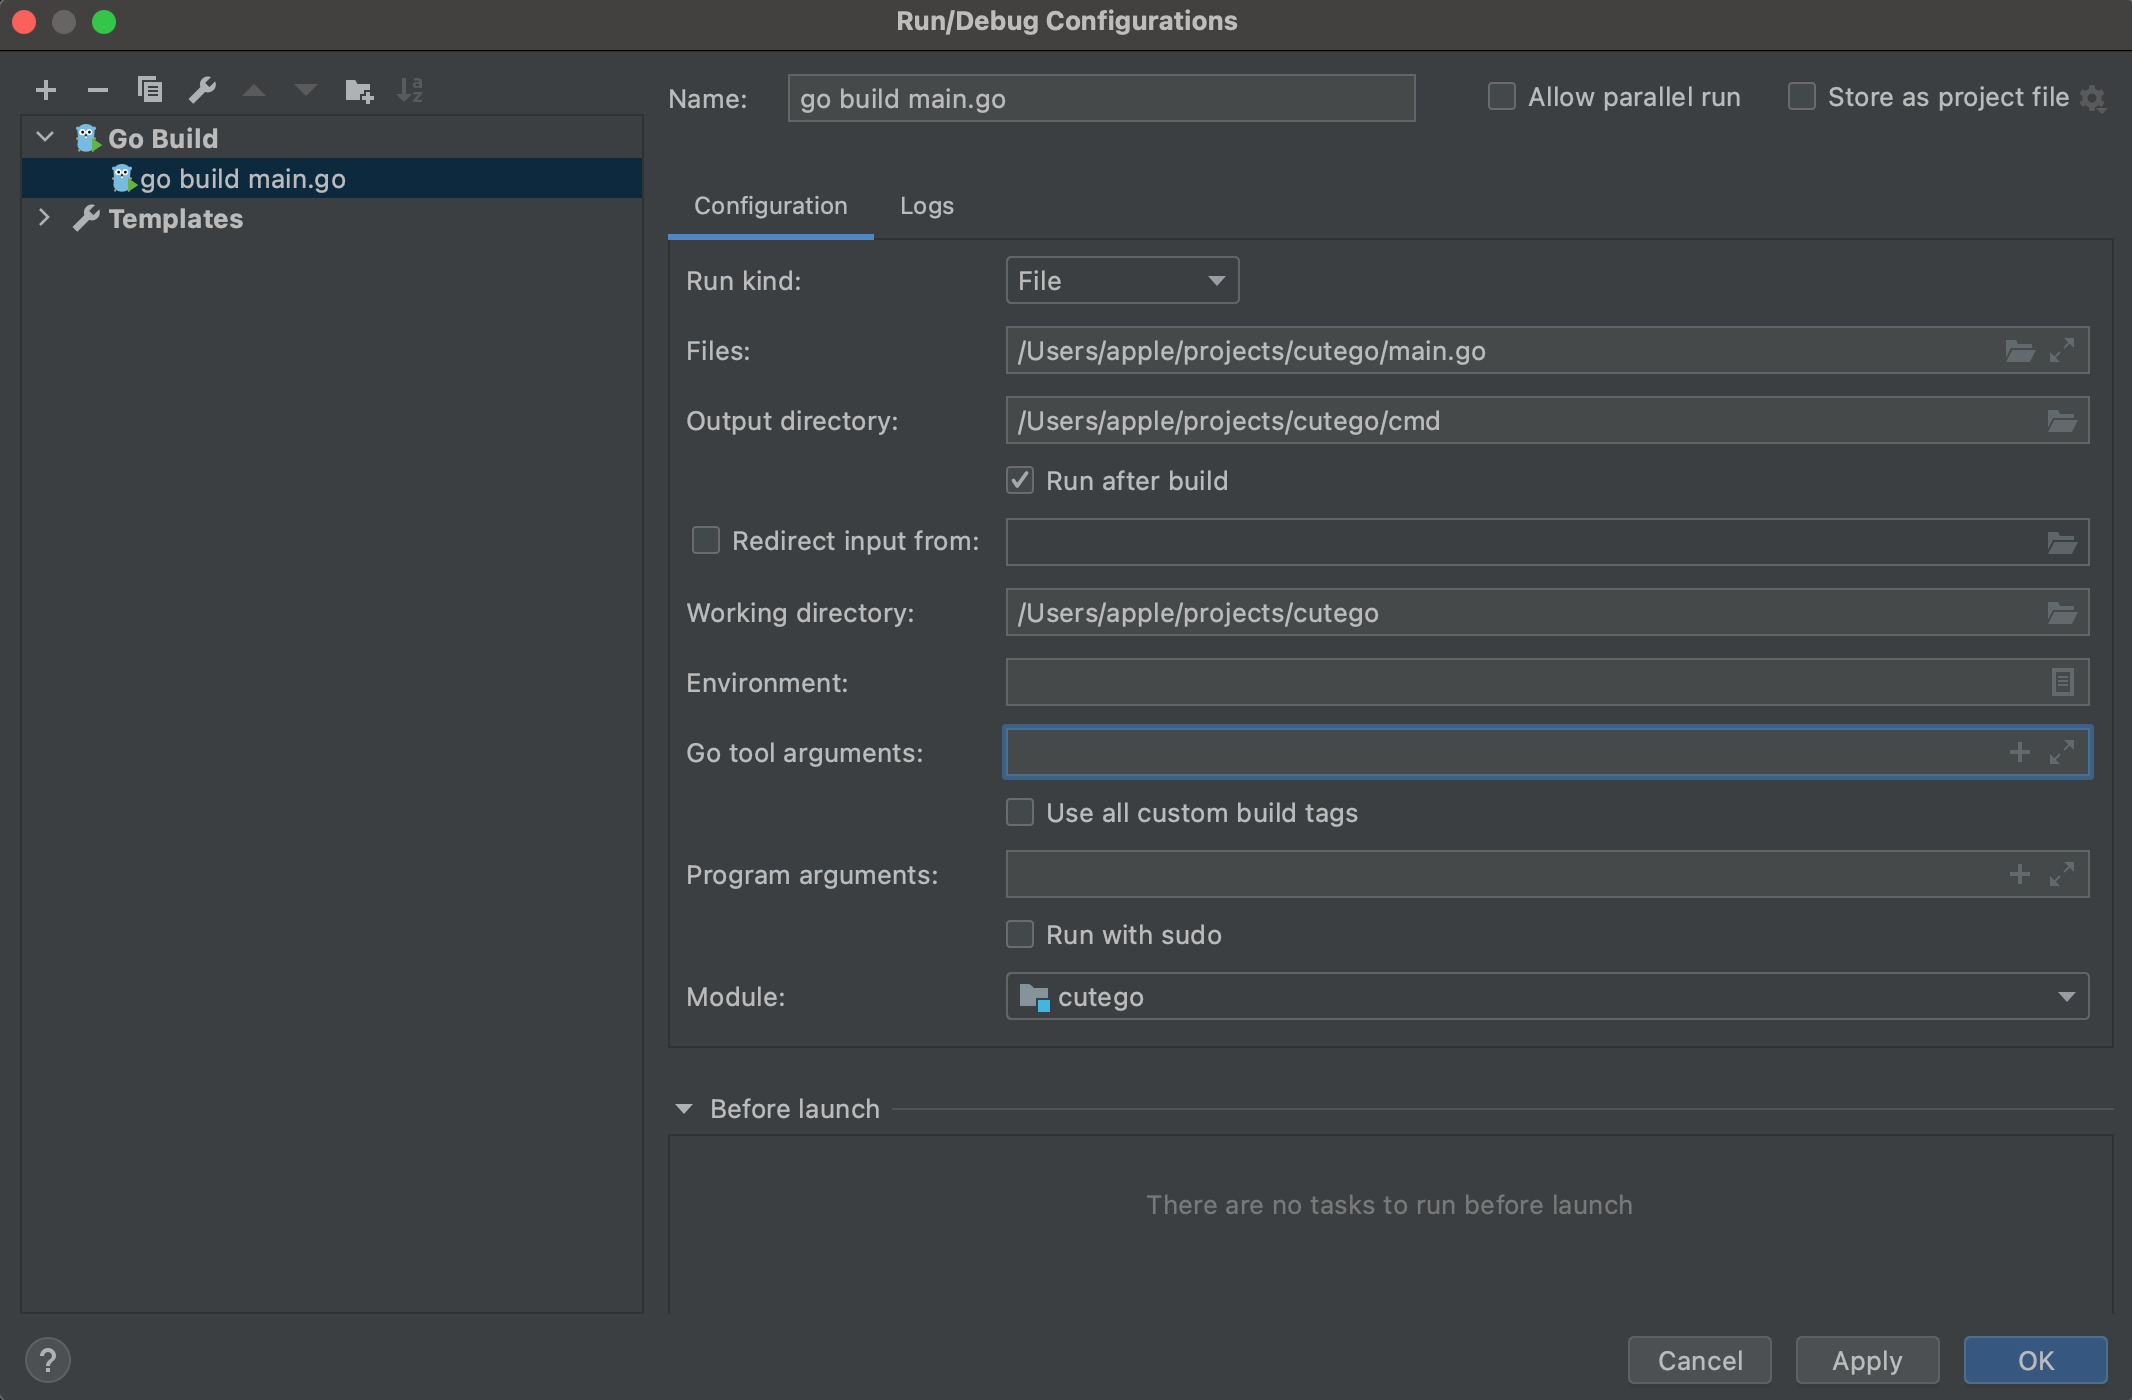 Run/Debug Configurations
Name: go build main.go Allow parallel run Store as project file
Go Build
go build main.go
Templates
Configuration Logs
Run kind: File
Files: /Users/apple/projects/cutego/main.go
Output directory: /Users/apple/projects/cutego/cmd
Run after build
Redirect input from:
Working directory: /Users/apple/projects/cutego
Environment:
Go tool arguments:
Use all custom build tags
Program arguments:
Run with sudo
Module: cutego
Before launch
There are no tasks to run before launch
? Cancel Apply OK